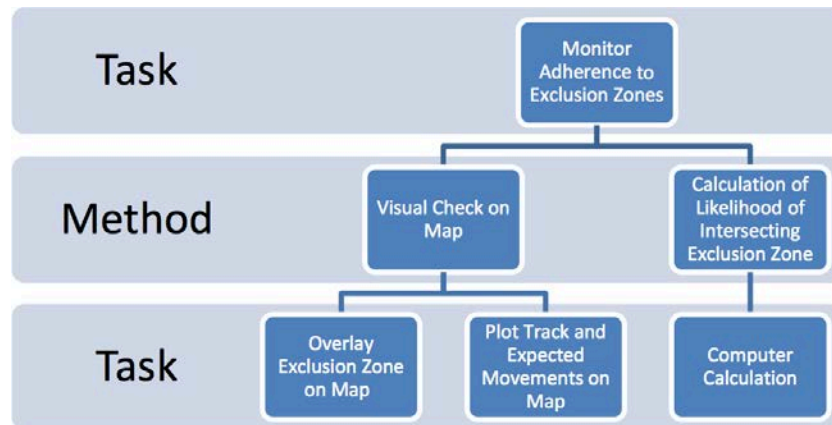 Task
Monitor
Adherence to
Exclusion Zones
Method
Visual Check on
Map
Calculation of
Likelihood of
Intersecting
Exclusion Zone
Task
Overlay
Exclusion Zone
on Map
Plot Track and
Expected
Movements on
Map
Computer
Calculation